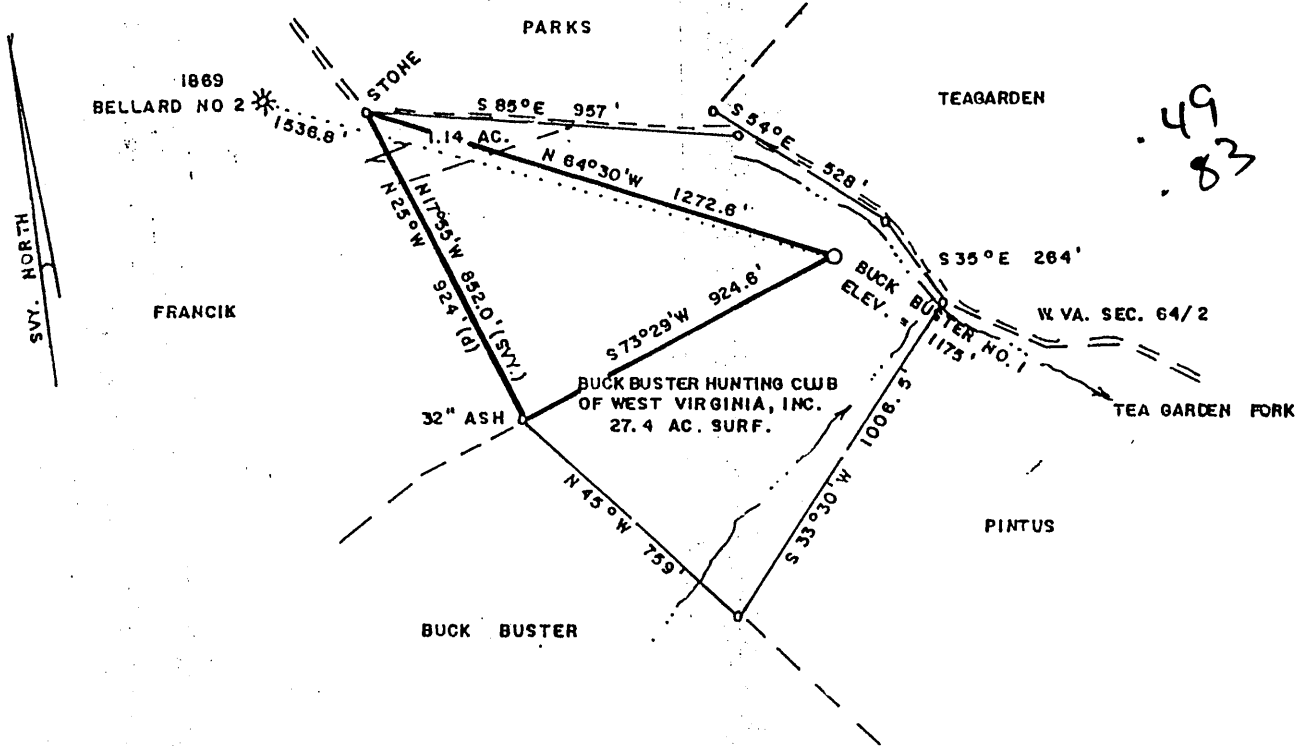 PARKS
STONE
1869
BELLARD NO 2
1536.8'
S 85°E 957'
TEAGARDEN
.49
.83
S 54°E 528'
1.14 AC.
N 64°30'W 1272.6'
SVY. NORTH
N 17°55'W 852.0' (SVY.)
N 25°W 924' (d)
FRANCIK
S 35°E 264'
BUCK BUSTER NO. 1
ELEV. = 1175'
W. VA. SEC. 64/2
S 73°29'W 924.6'
BUCK BUSTER HUNTING CLUB
OF WEST VIRGINIA, INC.
27.4 AC. SURF.
32" ASH
TEA GARDEN FORK
S 33°30'W 1006.5'
N 45°W 759'
PINTUS
BUCK BUSTER